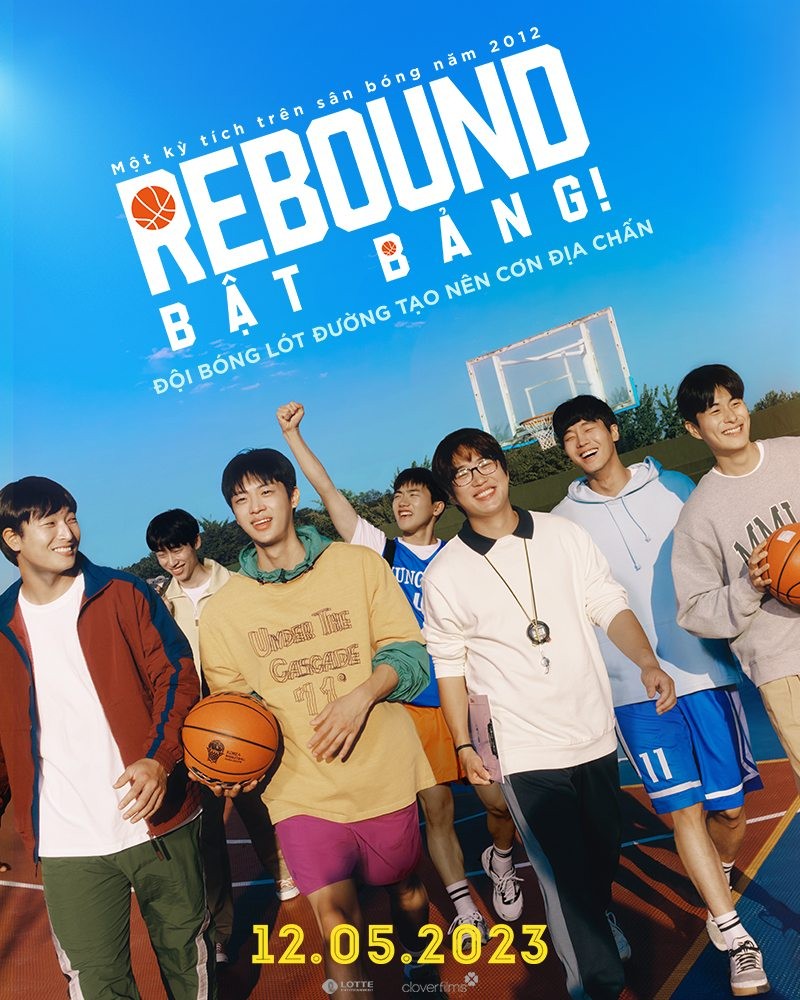 Một kỳ tích trên sân bóng năm 2012
REBOUND
BẬT BẢNG!
ĐỘI BÓNG LÓT ĐƯỜNG TẠO NÊN CƠN ĐỊA CHẤN
UNDER THE
CASCADE
'11°
11
12.05.2023
LOTTE
ENTERTAINMENT
cloverfilms